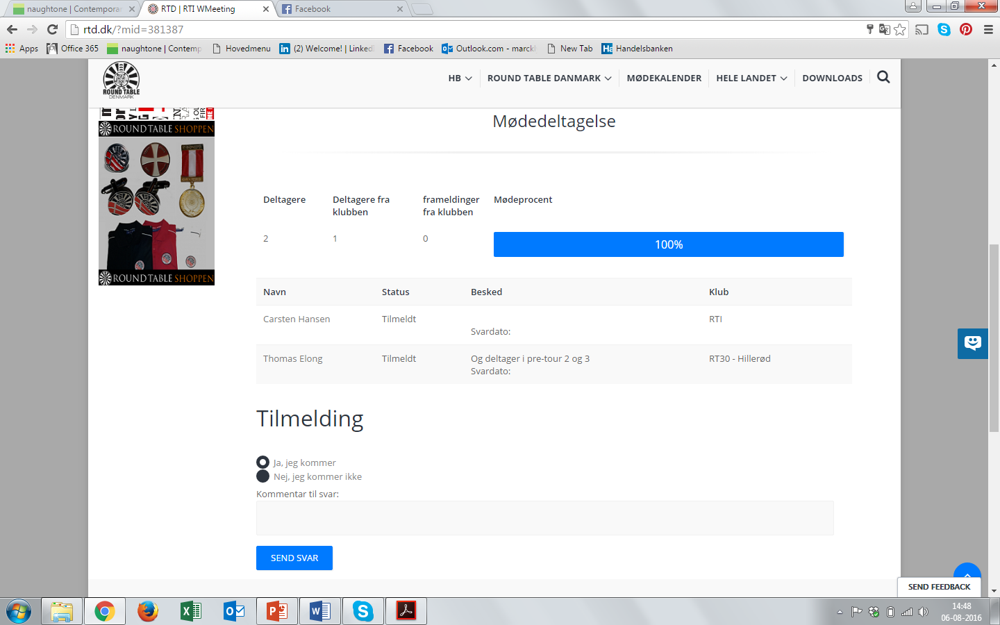 naughtone | Contempora
RTD | RTI WMeeting
Facebook
rtd.dk/?mid=381387
Apps
Office 365
naughtone | Contemp
Hovedmenu
(2) Welcome! | Linked
Facebook
Outlook.com - marckh
New Tab
Handelsbanken
ROUND TABLE
DENMARK
HB
ROUND TABLE DANMARK
MØDEKALENDER
HELE LANDET
DOWNLOADS
ROUND TABLE SHOPPEN
ROUND TABLE SHOPPEN
Mødedeltagelse
Deltagere
Deltagere fra
klubben
frameldinger
fra klubben
Mødeprocent
2
1
0
100%
Navn
Status
Besked
Klub
Carsten Hansen
Tilmeldt
Svardato:
RTI
Thomas Elong
Tilmeldt
Og deltager i pre-tour 2 og 3
Svardato:
RT30 - Hillerød
Tilmelding
Ja, jeg kommer
Nej, jeg kommer ikke
Kommentar til svar:
SEND SVAR
SEND FEEDBACK
14:48
06-08-2016